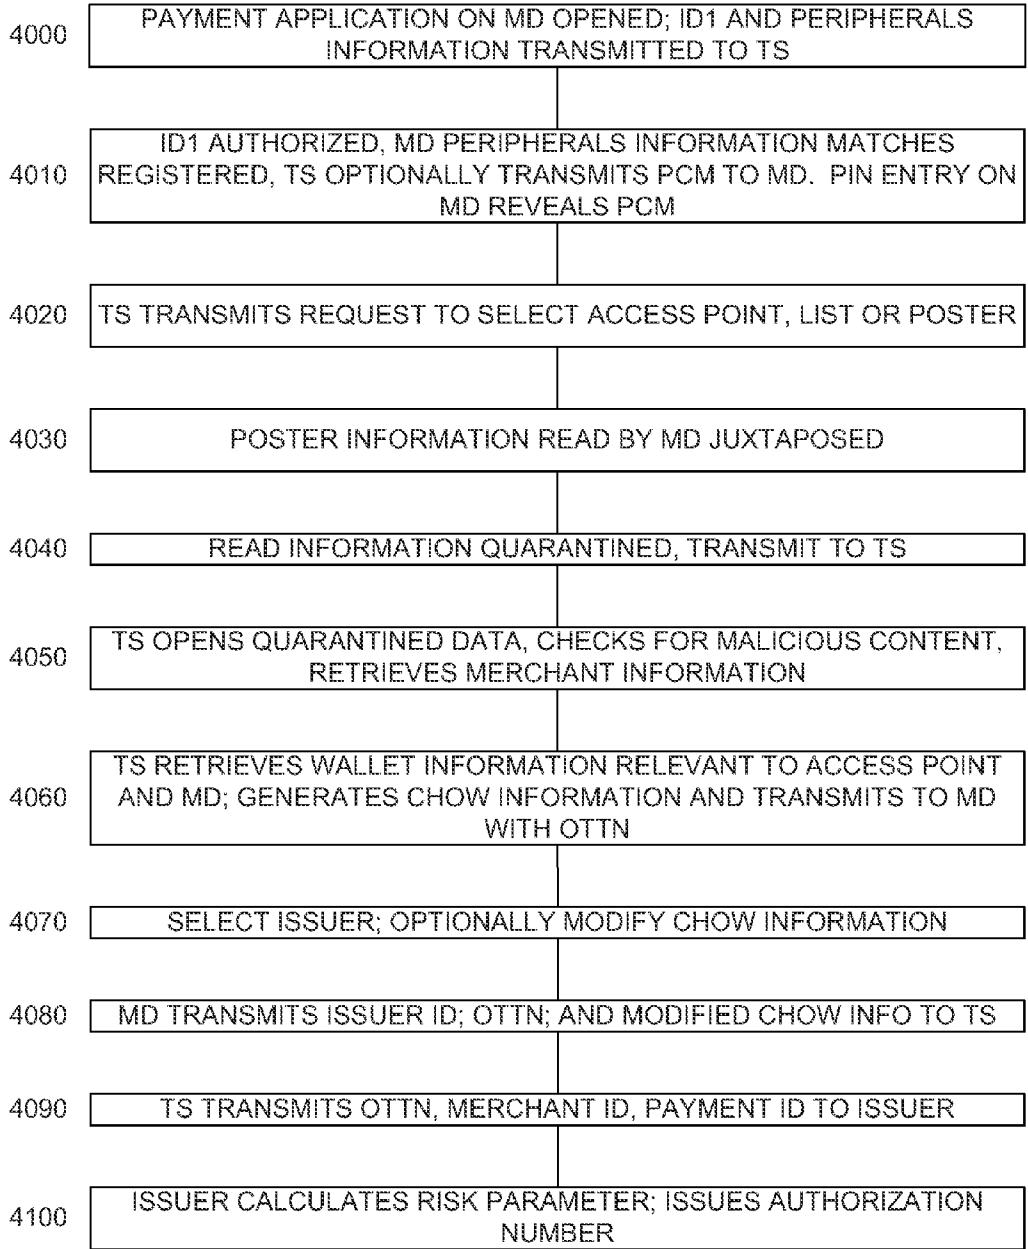 4000
PAYMENT APPLICATION ON MD OPENED; ID1 AND PERIPHERALS
INFORMATION TRANSMITTED TO TS
4010
ID1 AUTHORIZED, MD PERIPHERALS INFORMATION MATCHES
REGISTERED, TS OPTIONALLY TRANSMITS PCM TO MD. PIN ENTRY ON
MD REVEALS PCM
4020
TS TRANSMITS REQUEST TO SELECT ACCESS POINT, LIST OR POSTER
4030
POSTER INFORMATION READ BY MD JUXTAPOSED
4040
READ INFORMATION QUARANTINED, TRANSMIT TO TS
4050
TS OPENS QUARANTINED DATA, CHECKS FOR MALICIOUS CONTENT,
RETRIEVES MERCHANT INFORMATION
4060
TS RETRIEVES WALLET INFORMATION RELEVANT TO ACCESS POINT
AND MD; GENERATES CHOW INFORMATION AND TRANSMITS TO MD
WITH OTTN
4070
SELECT ISSUER; OPTIONALLY MODIFY CHOW INFORMATION
4080
MD TRANSMITS ISSUER ID; OTTN; AND MODIFIED CHOW INFO TO TS
4090
TS TRANSMITS OTTN, MERCHANT ID, PAYMENT ID TO ISSUER
4100
ISSUER CALCULATES RISK PARAMETER; ISSUES AUTHORIZATION
NUMBER